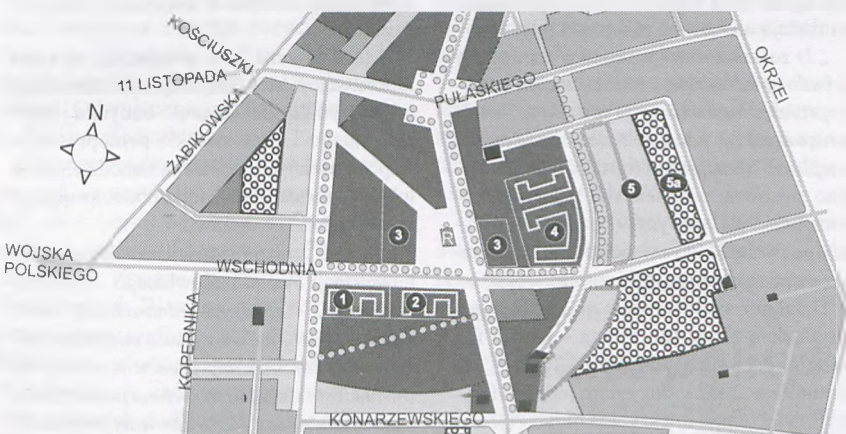 KOŚCIUSZKI
11 LISTOPADA
ŻABIKOWSKA
PUŁASKIEGO
OKRZEI
N
5
5a
3
3
4
WOJSKA
POLSKIEGO
WSCHODNIA
1
2
KOPERNIKA
KONARZEWSKIEGO